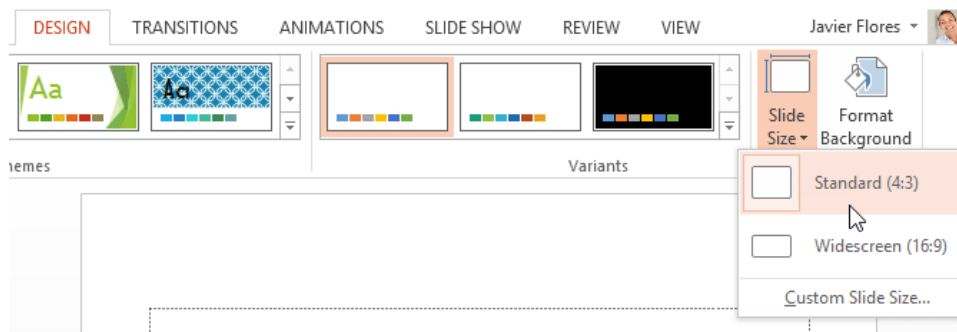 DESIGN TRANSITIONS ANIMATIONS SLIDE SHOW REVIEW VIEW Javier Flores
Aa Aa
Slide Size
Format Background
Variants
Standard (4:3)
Widescreen (16:9)
Custom Slide Size...